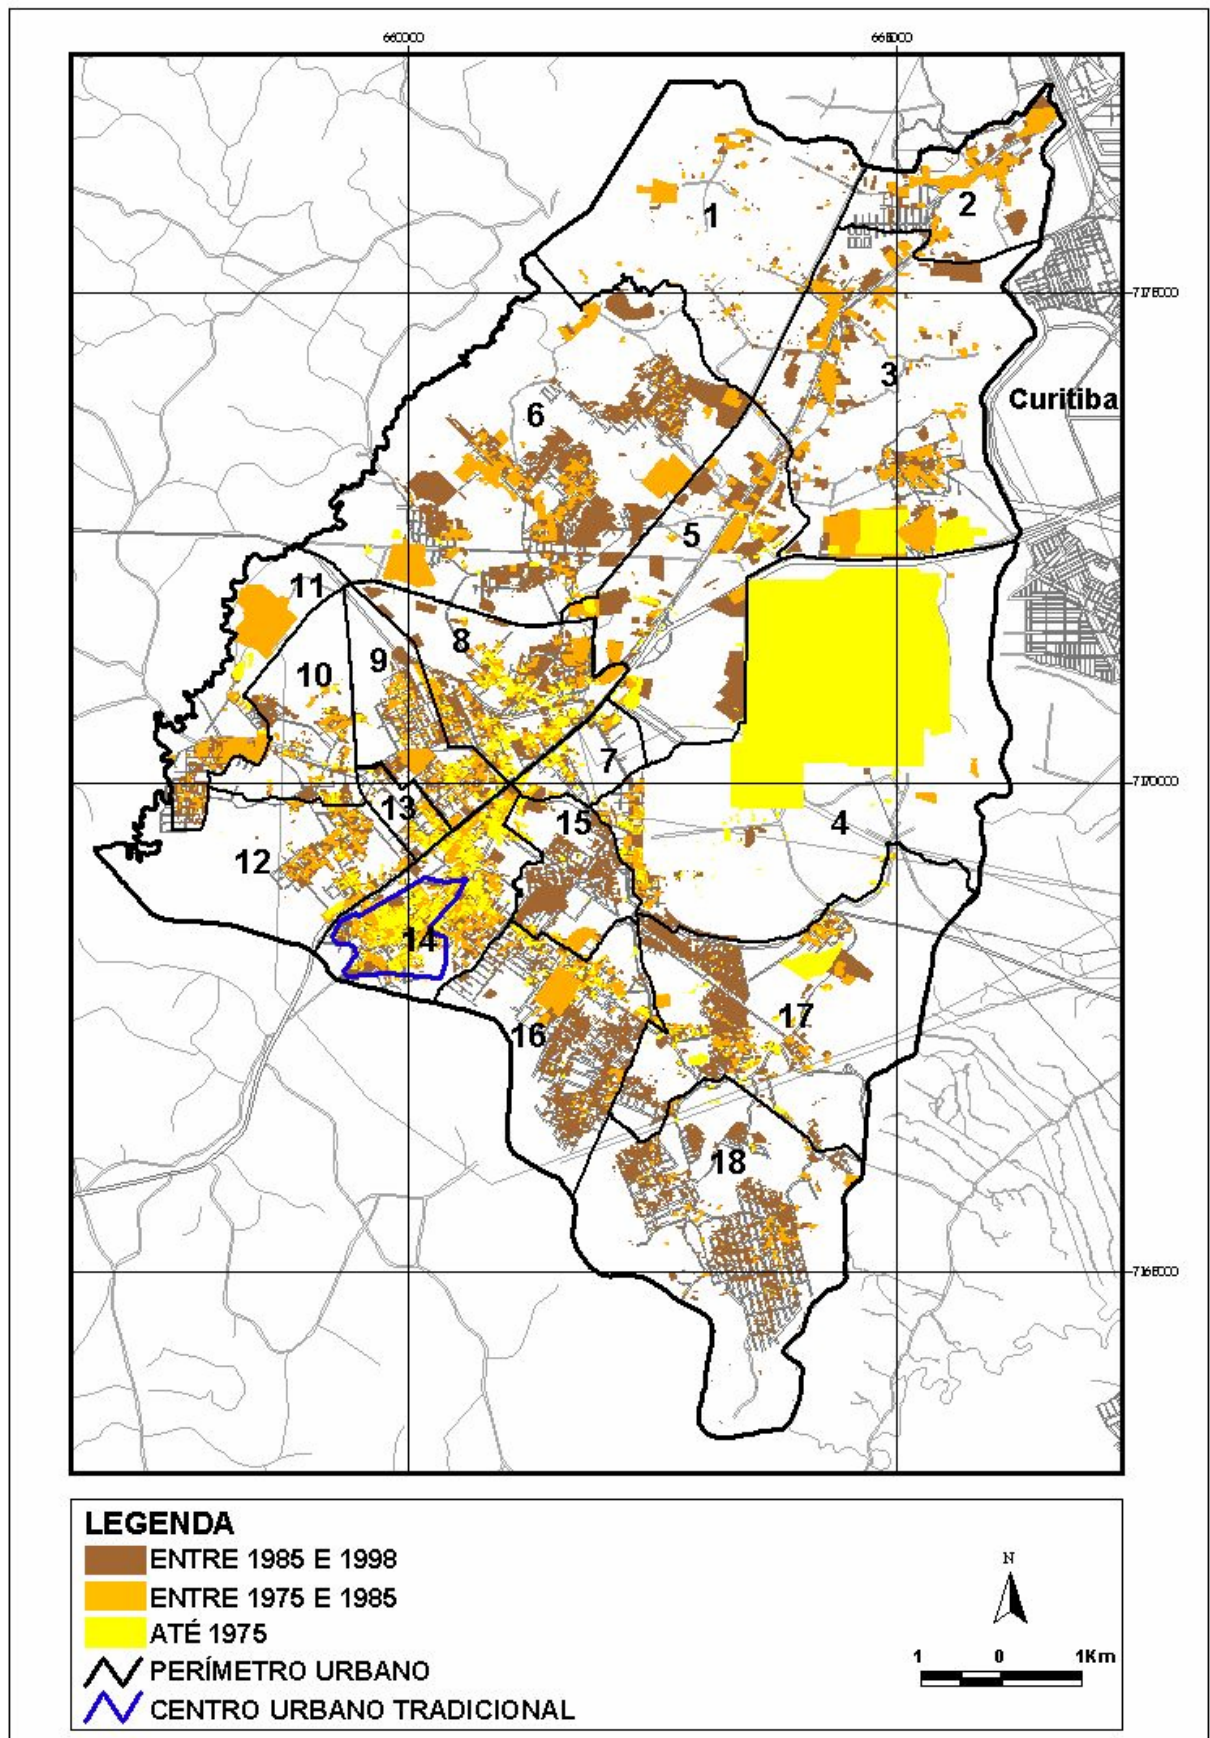 660000 665000
2
1
7175000
3
Curitiba
6
5
11
8
9
10
7
7170000
13
15
4
12
14
17
16
18
7165000
LEGENDA
ENTRE 1985 E 1998
ENTRE 1975 E 1985
ATÉ 1975
PERÍMETRO URBANO
CENTRO URBANO TRADICIONAL
N
1 0 1Km